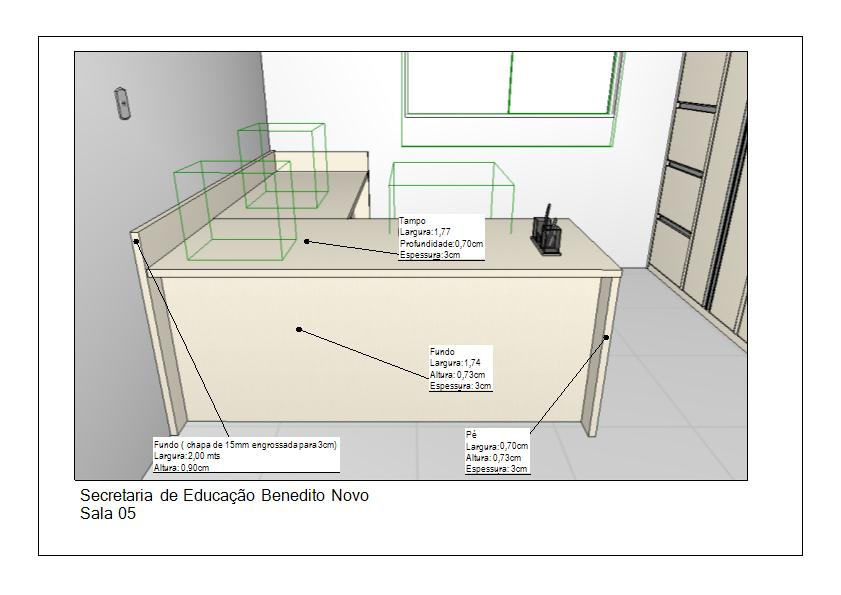 Tampo
Largura:1,77
Profundidade:0,70cm
Espessura:3cm
Fundo
Largura:1,74
Altura:0,73cm
Espessura:3cm
Fundo ( chapa de 15mm engrossada para 3cm)
Largura:2,00 mts
Altura:0,90cm
Pé
Largura:0,70cm
Altura:0,73cm
Espessura:3cm
Secretaria de Educação Benedito Novo
Sala 05